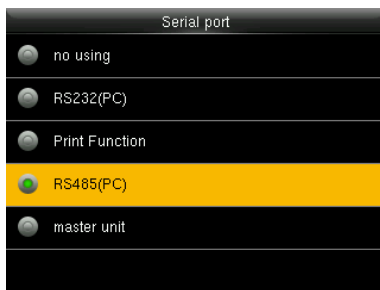 Serial port
no using
RS232(PC)
Print Function
RS485(PC)
master unit